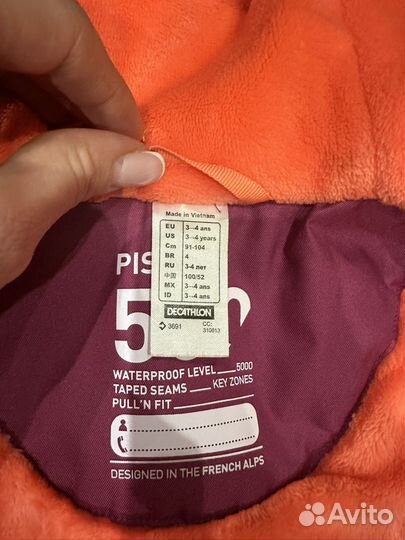 Made in Vietnam
EU 3-4 ans
US 3-4 years
Cm 91-104
BR 4
RU 3-4 лет
中国 100/52
MX 3-4 ans
ID 3-4 ans
DECATHLON
3691 CC:
310613
WATERPROOF LEVEL 5000
TAPED SEAMS KEY ZONES
PULL'N FIT
DESIGNED IN THE FRENCH ALPS
Avito